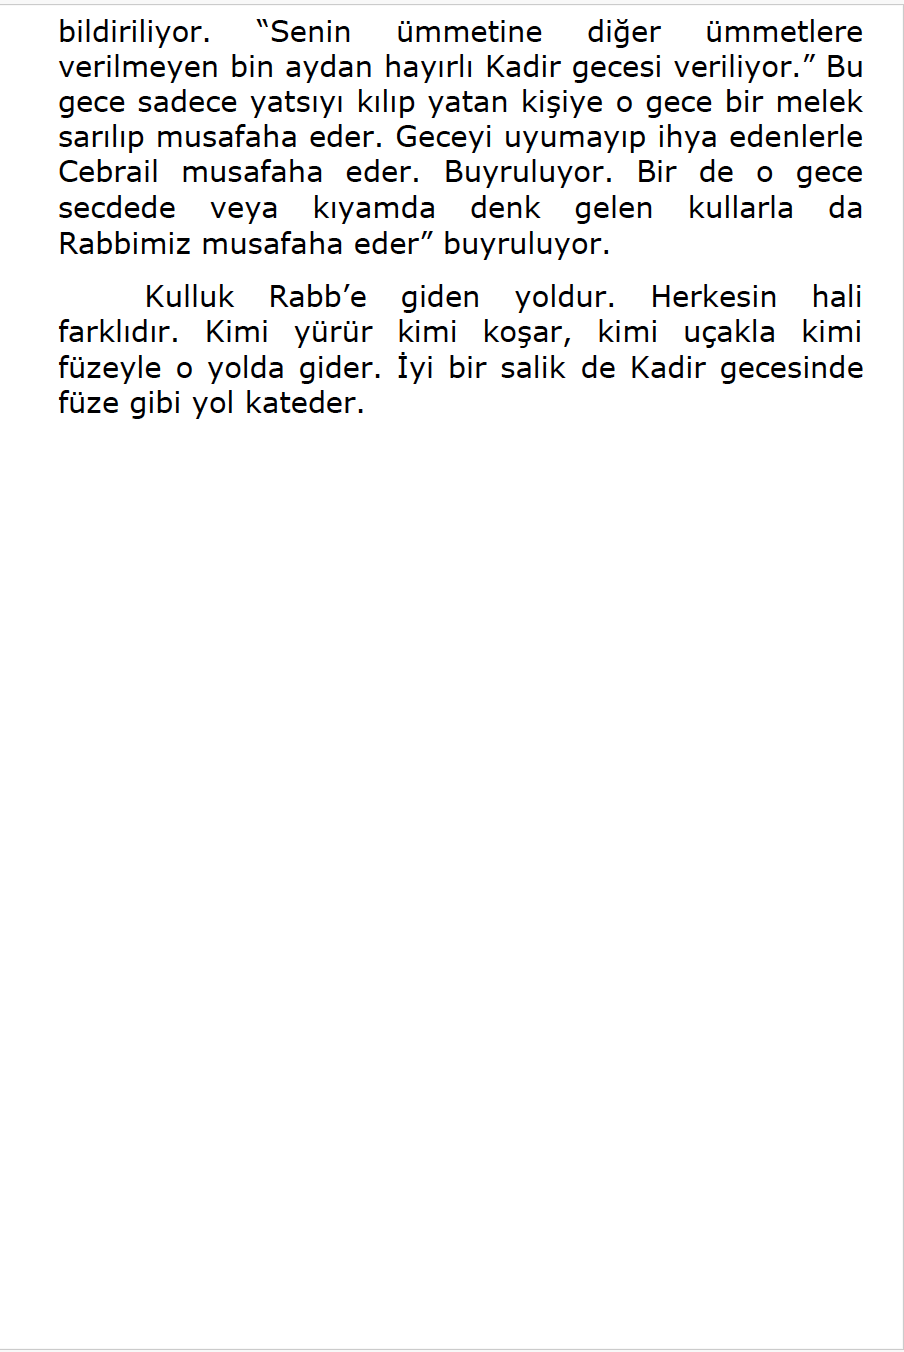 bildiriliyor. “Senin ümmetine diğer ümmetlere
verilmeyen bin aydan hayırlı Kadir gecesi veriliyor.” Bu
gece sadece yatsıyı kılıp yatan kişiye o gece bir melek
sarılıp musafaha eder. Geceyi uyumayıp ihya edenlerle
Cebrail musafaha eder. Buyruluyor. Bir de o gece
secdede veya kıyamda denk gelen kullarla da
Rabbimiz musafaha eder” buyruluyor.
Kulluk Rabb’e giden yoldur. Herkesin hali
farklıdır. Kimi yürür kimi koşar, kimi uçakla kimi
füzeyle o yolda gider. İyi bir salik de Kadir gecesinde
füze gibi yol kateder.